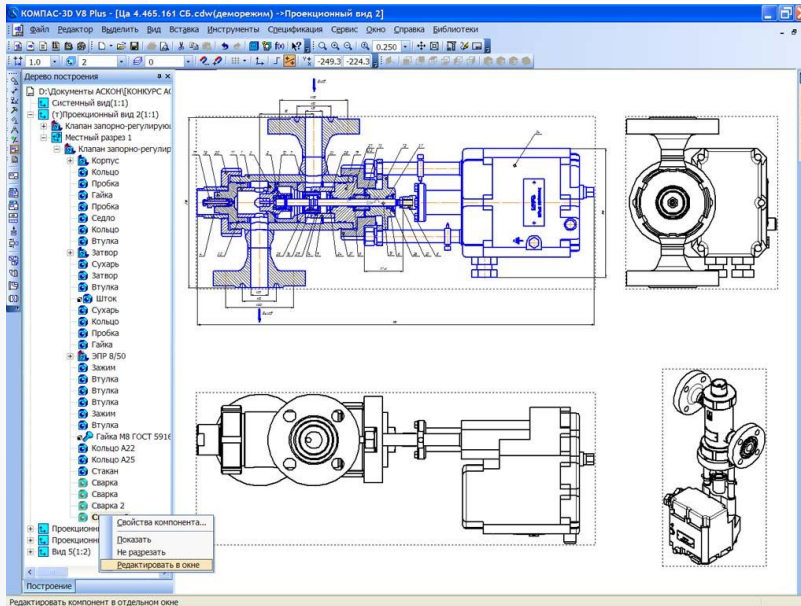 КОМПАС-3D V8 Plus - [Ца 4.465.161 СБ.cdw(деморежим) ->Проекционный вид 2]
Файл Редактор Выделить Вид Вставка Инструменты Спецификация Сервис Окно Справка Библиотеки
0.250
1.0 2 0 -249.3 -224.3
Дерево построения
D:\Документы АСКОН\[КОНКУРС АС
Системный вид(1:1)
(т)Проекционный вид 2(1:1)
Клапан запорно-регулирую
Местный разрез 1
Клапан запорно-регулир
Корпус
Кольцо
Пробка
Гайка
Пробка
Седло
Кольцо
Втулка
Затвор
Сухарь
Затвор
Втулка
Шток
Сухарь
Кольцо
Пробка
Гайка
ЭПР 8/50
Зажим
Втулка
Втулка
Втулка
Зажим
Втулка
Гайка М8 ГОСТ 5916
Кольцо А22
Кольцо А25
Стакан
Сварка
Сварка
Сварка 2
Свойства компонента...
Проекционн
Показать
Проекционн
Не разрезать
Вид 5(1:2)
Редактировать в окне
Построение
Редактировать компонент в отдельном окне